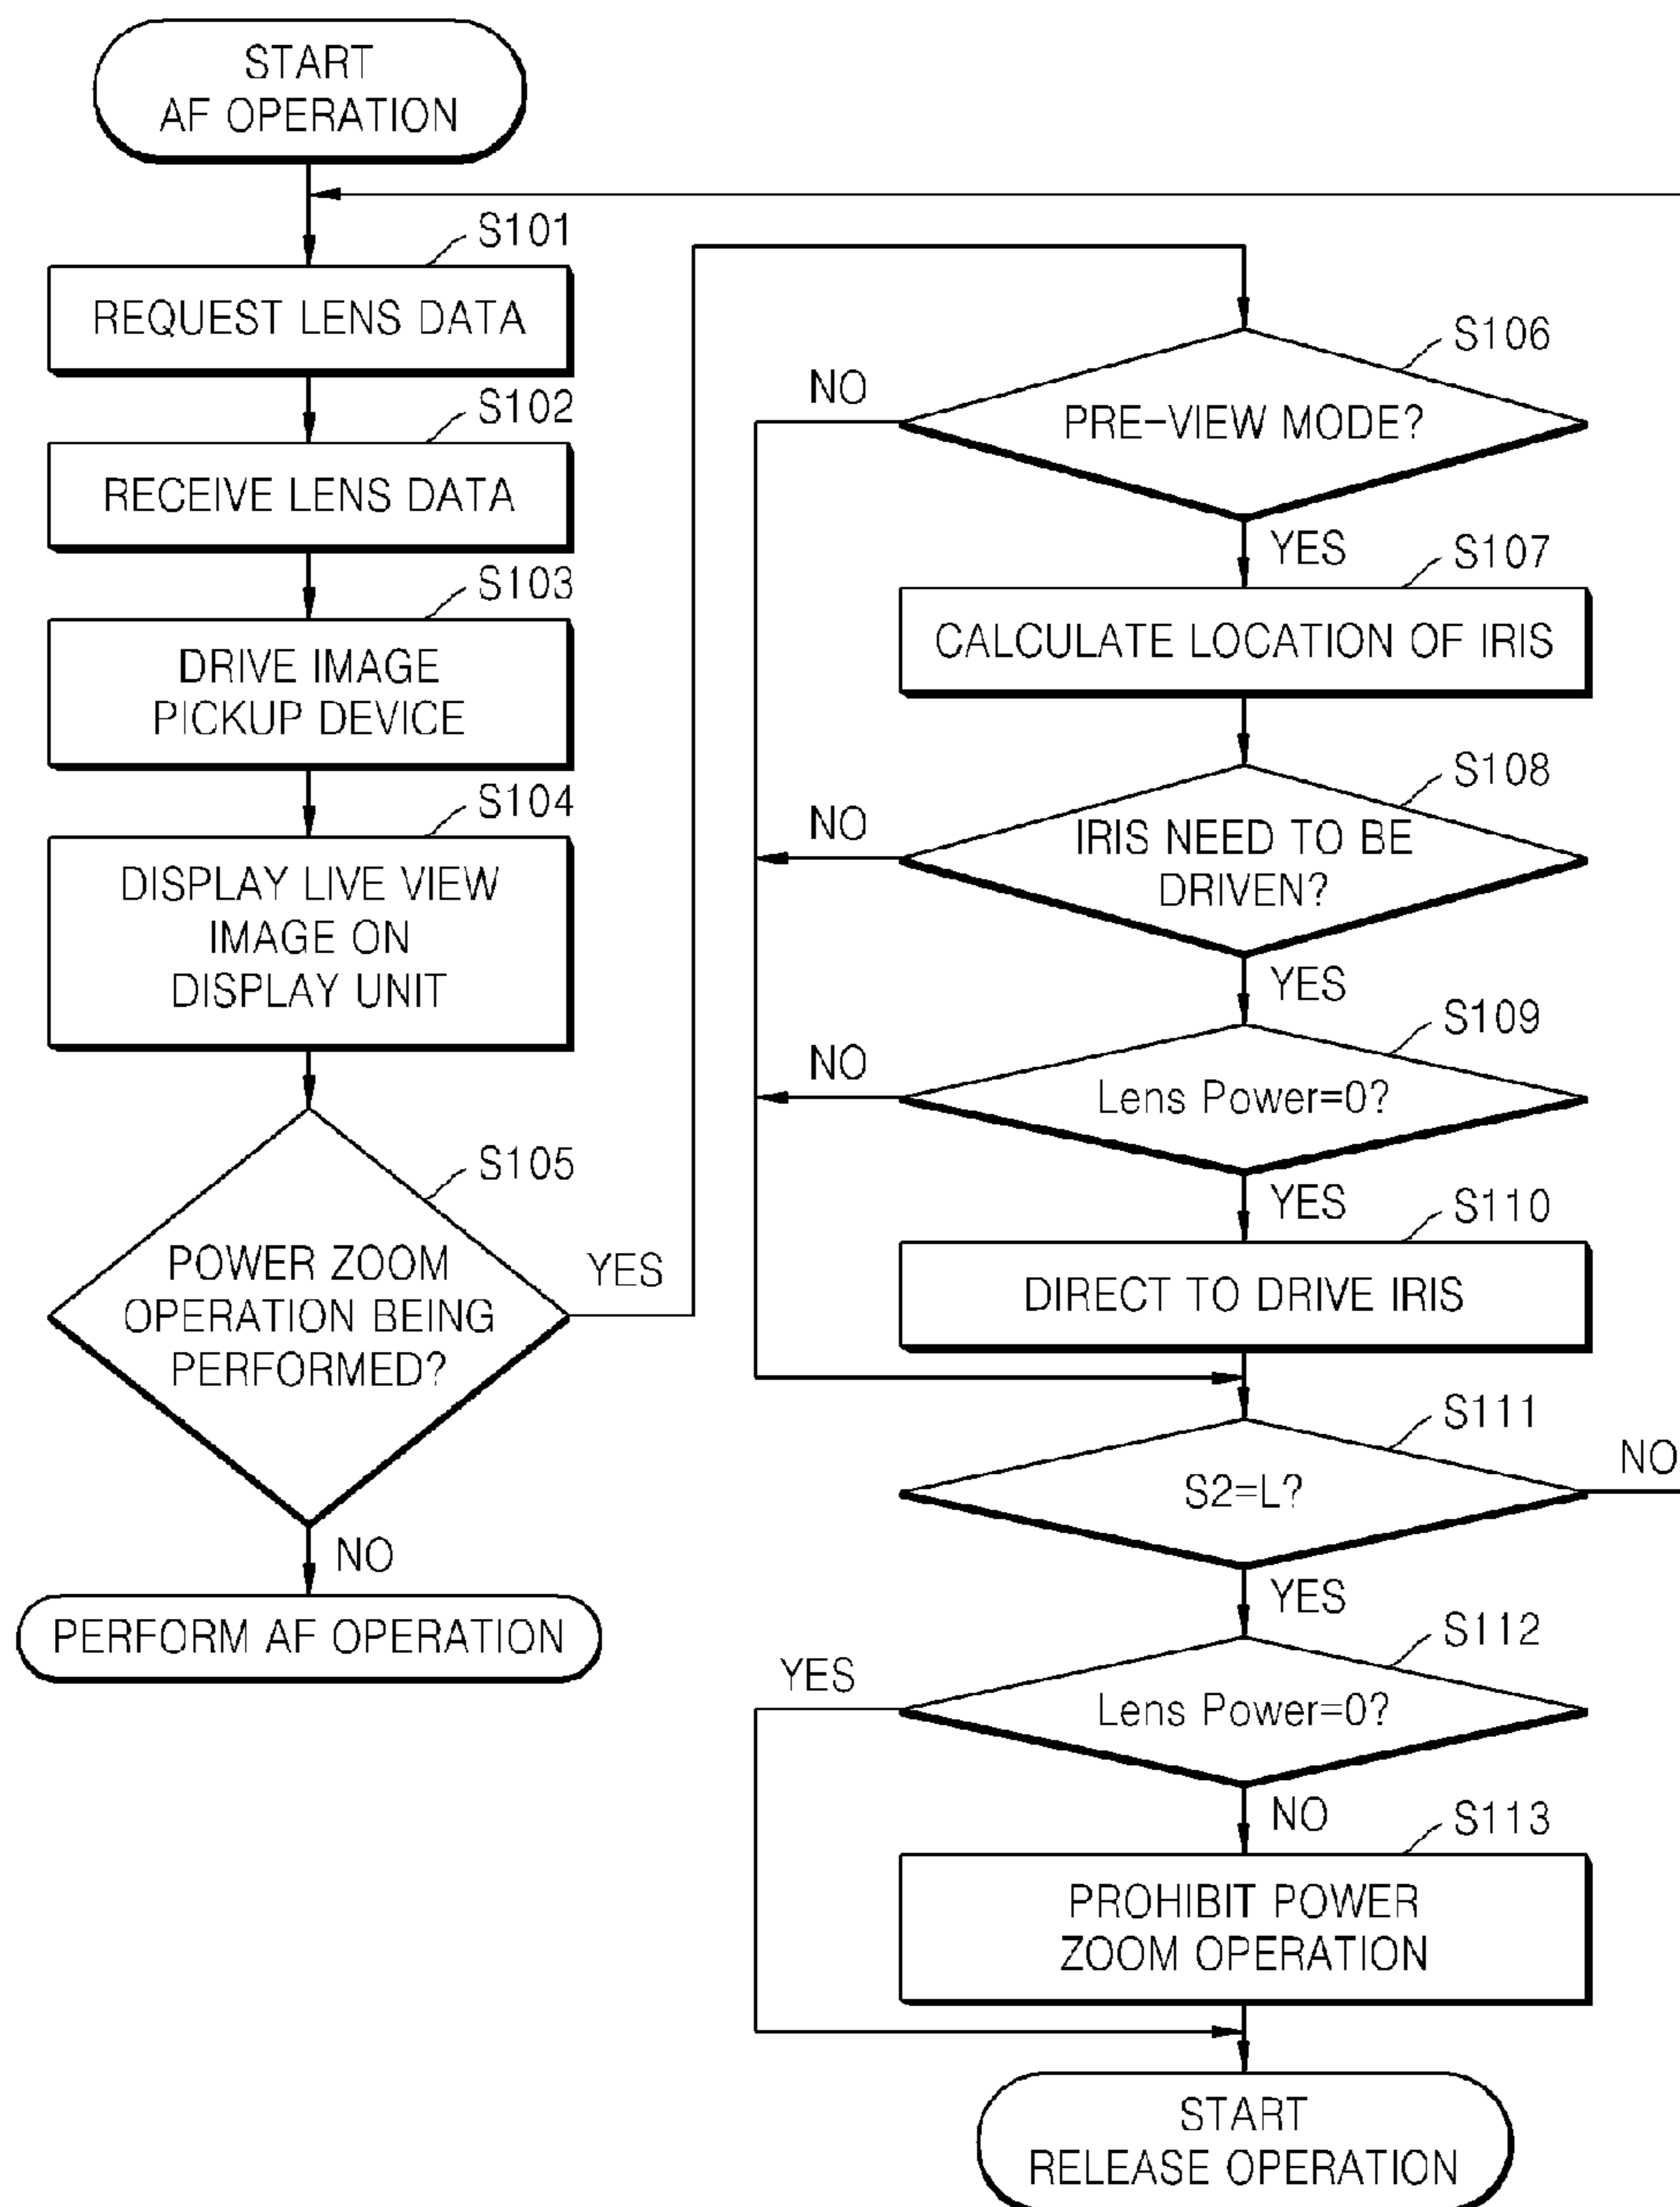 START
AF OPERATION
S101
REQUEST LENS DATA
S102
RECEIVE LENS DATA
S103
DRIVE IMAGE
PICKUP DEVICE
S104
DISPLAY LIVE VIEW
IMAGE ON
DISPLAY UNIT
S105
POWER ZOOM
OPERATION BEING
PERFORMED?
YES
NO
PERFORM AF OPERATION
S106
PRE-VIEW MODE?
NO
YES
S107
CALCULATE LOCATION OF IRIS
S108
IRIS NEED TO BE
DRIVEN?
NO
YES
S109
Lens Power=0?
NO
YES
S110
DIRECT TO DRIVE IRIS
S111
S2=L?
NO
YES
S112
Lens Power=0?
YES
NO
S113
PROHIBIT POWER
ZOOM OPERATION
START
RELEASE OPERATION